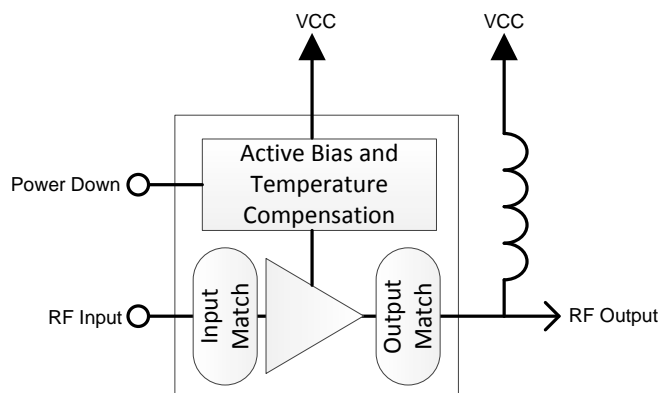 VCC
VCC
Active Bias and
Temperature
Compensation
Power Down
RF Input
Input
Match
Output
Match
RF Output